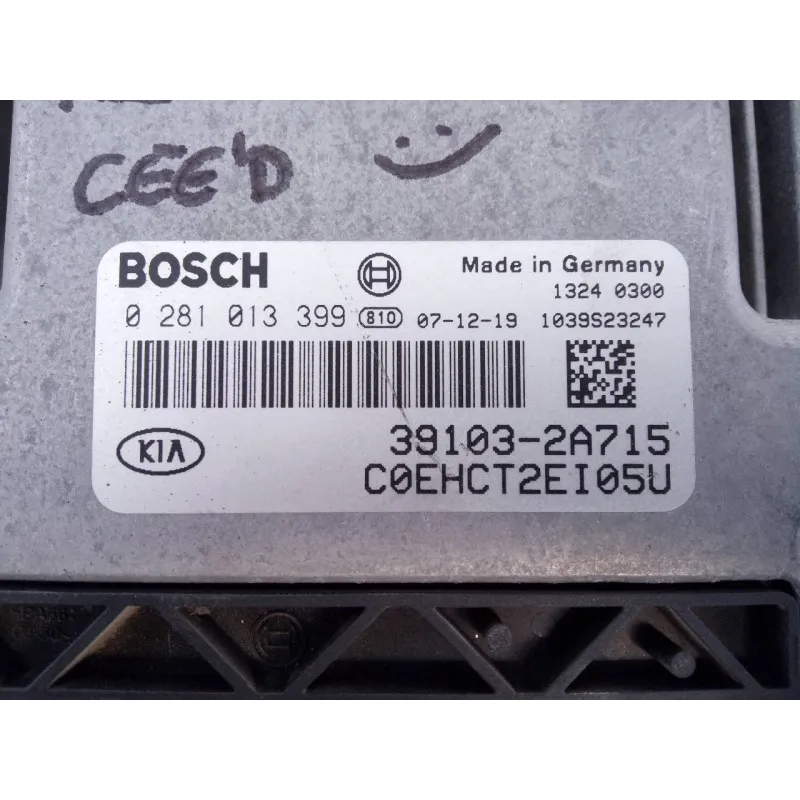 CEE'D
BOSCH Made in Germany
1324 0300
0 281 013 399 810 07-12-19 1039S23247
KIA 39103-2A715
C0EHCT2EI05U